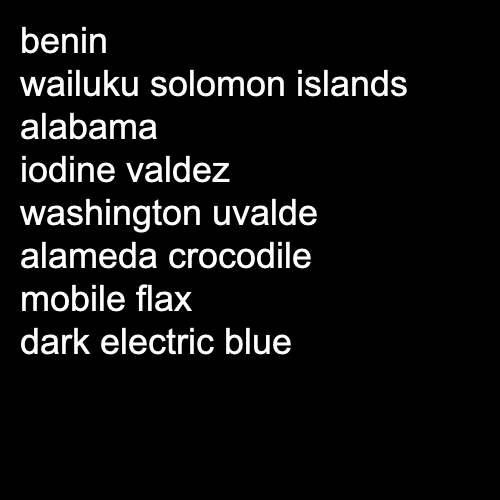 benin
wailuku solomon islands
alabama
iodine valdez
washington uvalde
alameda crocodile
mobile flax
dark electric blue